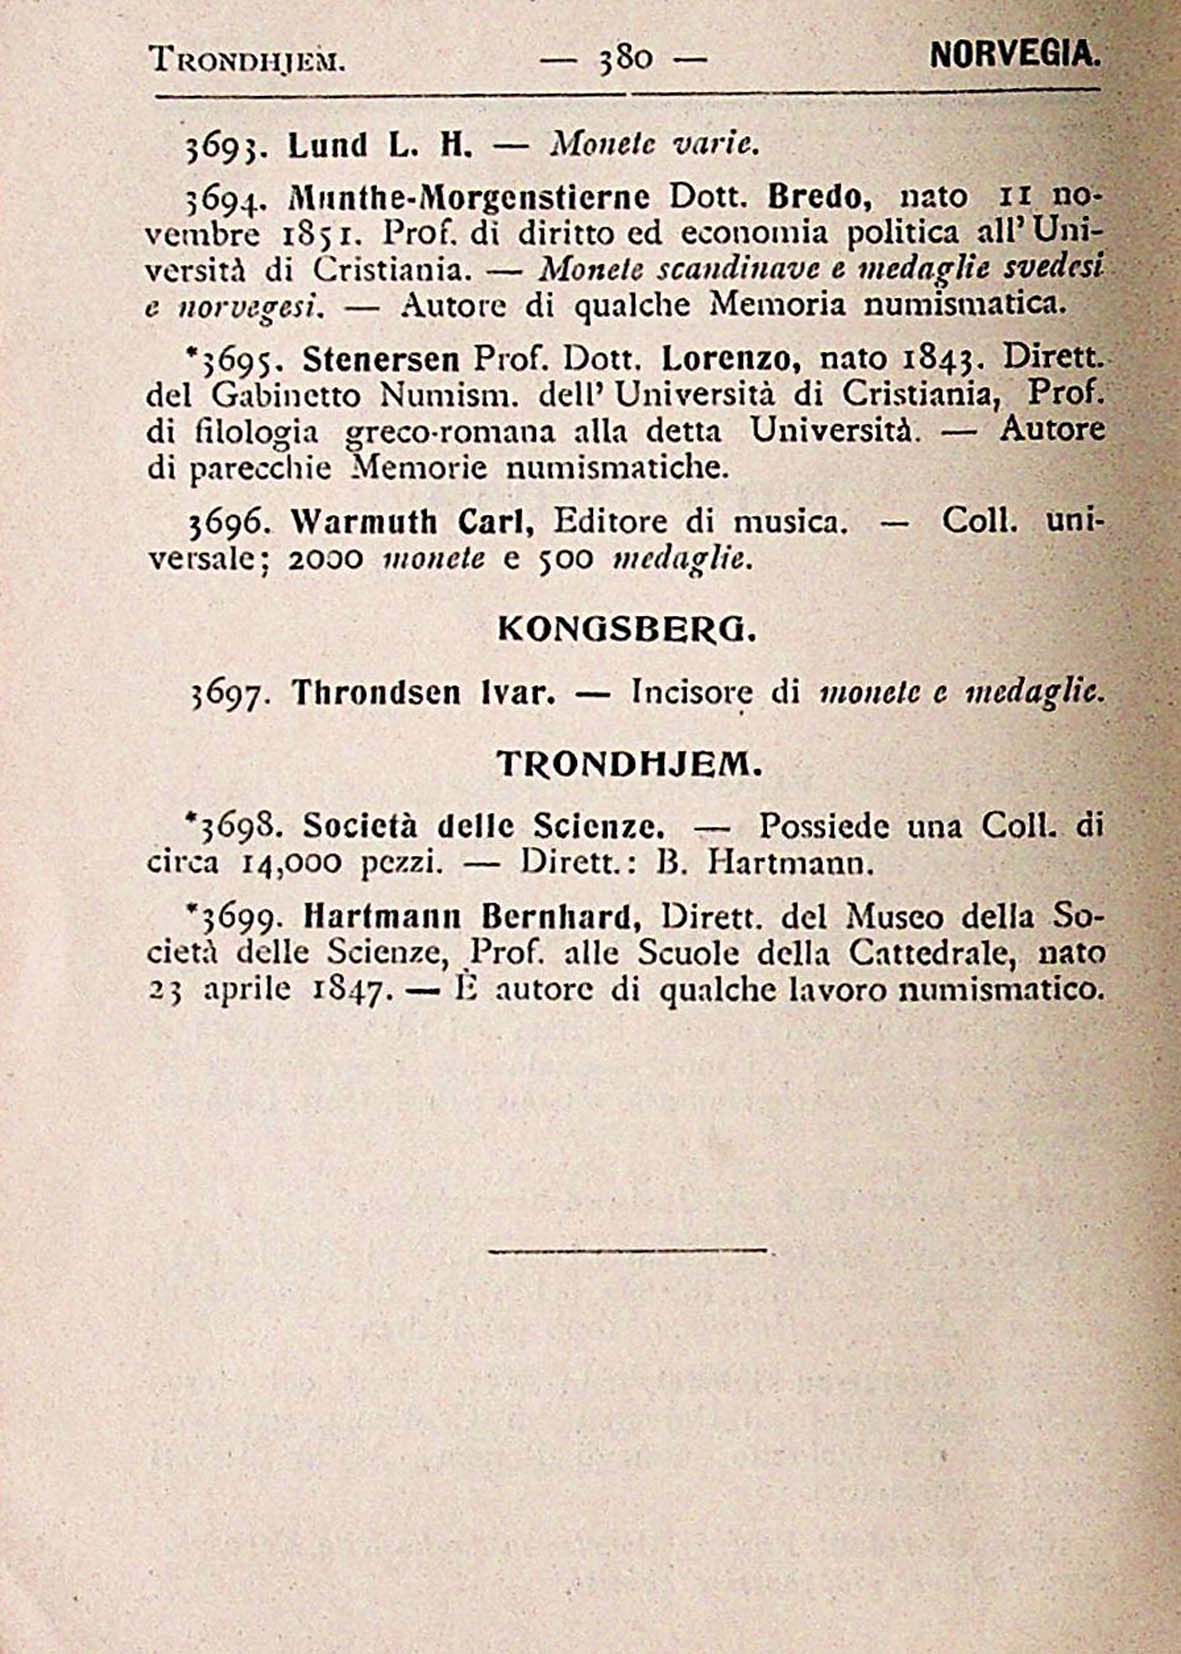 TRONDHJEM. — 380 — NORVEGIA.
3693. Lund L. H. — Monete varie.
3694. Munthe-Morgenstierne Dott. Bredo, nato 11 no-
vembre 1851. Prof. di diritto ed economia politica all' Uni-
versità di Cristiania. — Monete scandinave e medaglie svedesi
e norvegesi. — Autore di qualche Memoria numismatica.
*3695. Stenersen Prof. Dott. Lorenzo, nato 1843. Dirett.
del Gabinetto Numism. dell' Università di Cristiania, Prof.
di filologia greco-romana alla detta Università. — Autore
di parecchie Memorie numismatiche.
3696. Warmuth Carl, Editore di musica. — Coll. uni-
versale; 2000 monete e 500 medaglie.
KONGSBERG.
3697. Throndsen Ivar. — Incisore di monete e medaglie.
TRONDHJEM.
*3698. Società delle Scienze. — Possiede una Coll. di
circa 14,000 pezzi. — Dirett.: B. Hartmann.
*3699. Hartmann Bernhard, Dirett. del Museo della So-
cietà delle Scienze, Prof. alle Scuole della Cattedrale, nato
23 aprile 1847. — È autore di qualche lavoro numismatico.